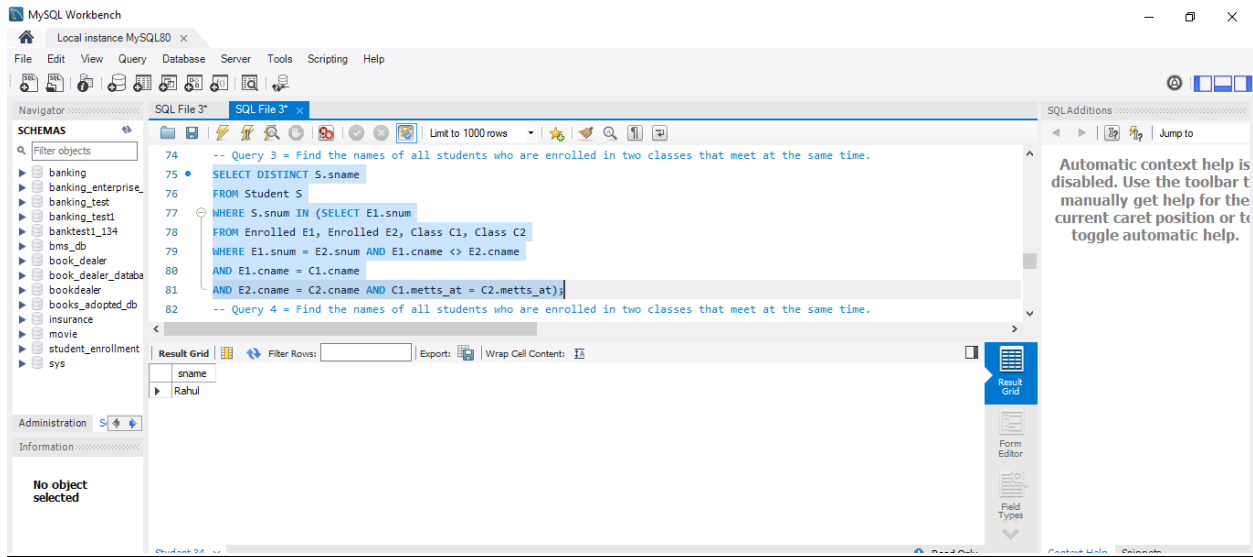 MySQL Workbench
Local instance MySQL80 ×
File Edit View Query Database Server Tools Scripting Help
Navigator
SCHEMAS
Filter objects
banking
banking_enterprise_
banking_test
banking_test1
banktest1_134
bms_db
book_dealer
book_dealer_databa
bookdealer
books_adopted_db
insurance
movie
student_enrollment
sys
Administration
Information
No object
selected
SQL File 3* SQL File 3* ×
Limit to 1000 rows
74 -- Query 3 = Find the names of all students who are enrolled in two classes that meet at the same time.
75 SELECT DISTINCT S.sname
76 FROM Student S
77 WHERE S.snum IN (SELECT E1.snum
78 FROM Enrolled E1, Enrolled E2, Class C1, Class C2
79 WHERE E1.snum = E2.snum AND E1.cname <> E2.cname
80 AND E1.cname = C1.cname
81 AND E2.cname = C2.cname AND C1.metts_at = C2.metts_at);
82 -- Query 4 = Find the names of all students who are enrolled in two classes that meet at the same time.
Result Grid Filter Rows: Export: Wrap Cell Content:
sname
Rahul
Result
Grid
Form
Editor
Field
Types
SQLAdditions
Jump to
Automatic context help is
disabled. Use the toolbar t
manually get help for the
current caret position or to
toggle automatic help.
Student 34
Read Only
Context Help Snippets